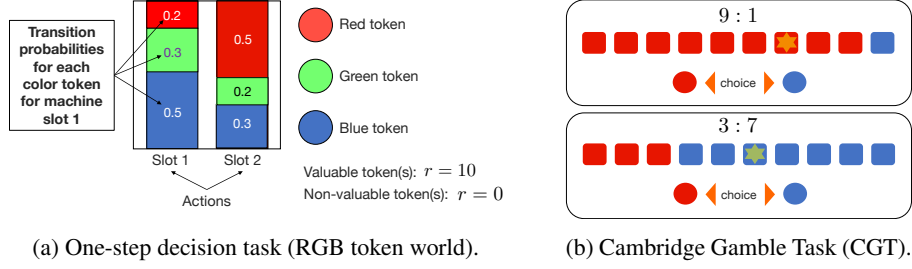 Transition
probabilities
for each
color token
for machine
slot 1
0.2
0.3
0.5
0.5
0.2
0.3
Slot 1
Slot 2
Actions
Red token
Green token
Blue token
Valuable token(s): r = 10
Non-valuable token(s): r = 0
(a) One-step decision task (RGB token world).
9 : 1
choice
3 : 7
choice
(b) Cambridge Gamble Task (CGT).